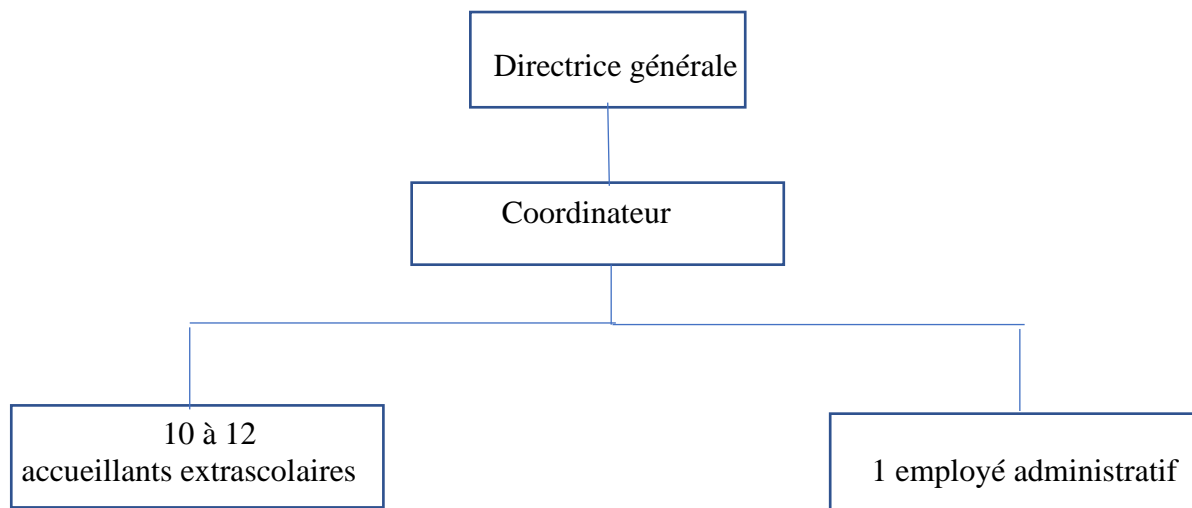 Directrice générale
Coordinateur
10 à 12
accueillants extrascolaires
1 employé administratif